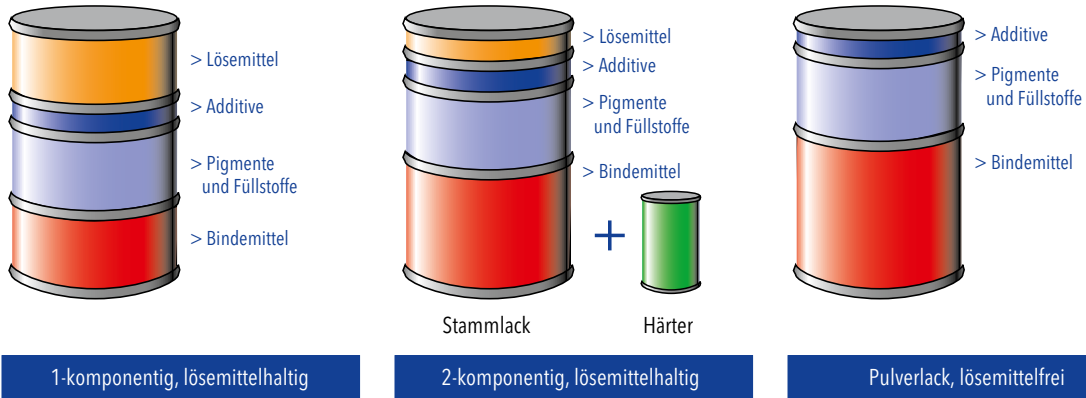 > Lösemittel
> Additive
> Pigmente
und Füllstoffe
> Bindemittel
1-komponentig, lösemittelhaltig
> Lösemittel
> Additive
> Pigmente
und Füllstoffe
> Bindemittel
+
Stammlack
Härter
2-komponentig, lösemittelhaltig
> Additive
> Pigmente
und Füllstoffe
> Bindemittel
Pulverlack, lösemittelfrei